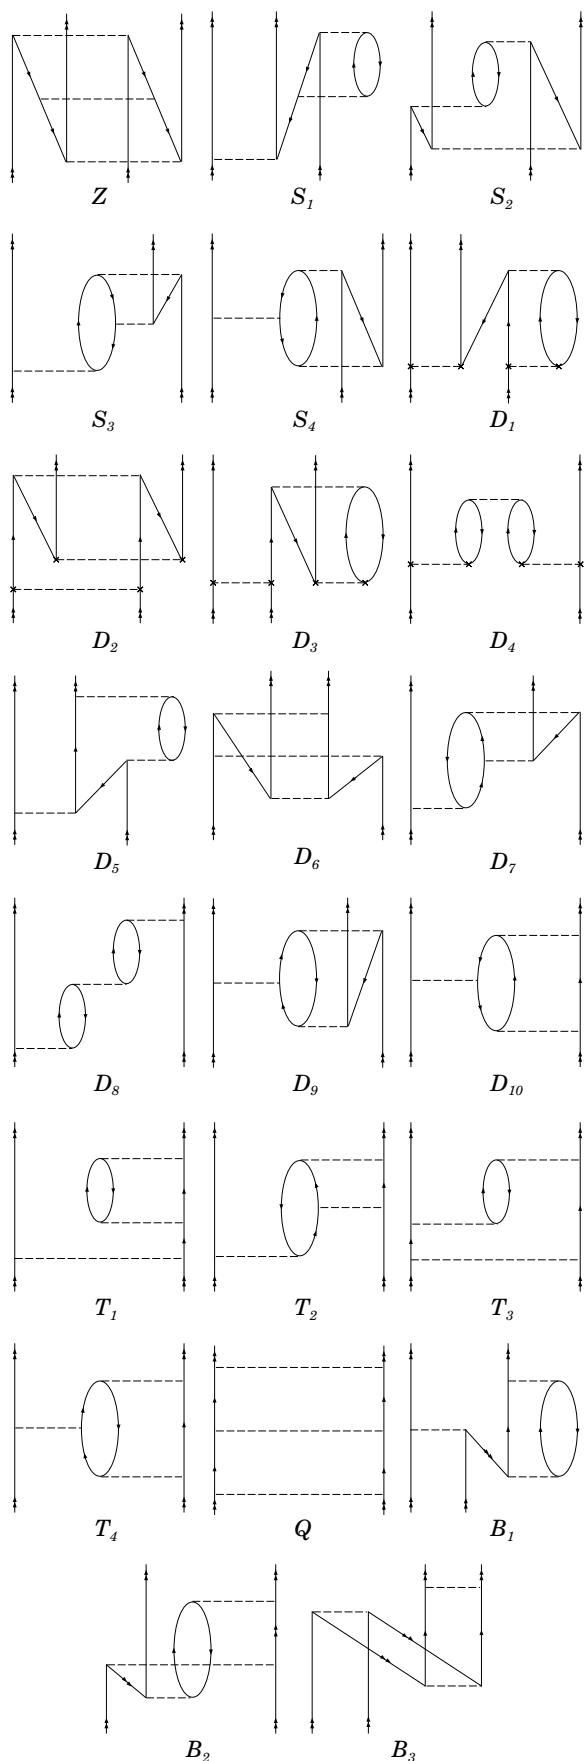 Z S₁ S₂
S₃ S₄ D₁
D₂ D₃ D₄
D₅ D₆ D₇
D₈ D₉ D₁₀
T₁ T₂ T₃
T₄ Q B₁
B₂ B₃